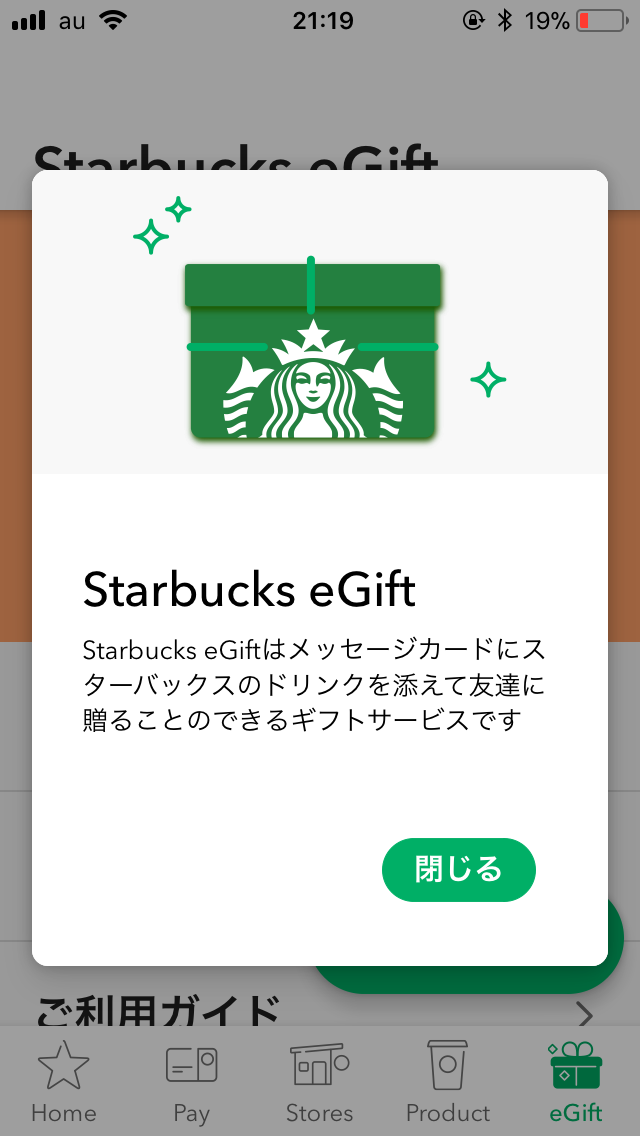 au 21:19 19%
Starbucks eGift
Starbucks eGift
Starbucks eGiftはメッセージカードにス
ターバックスのドリンクを添えて友達に
贈ることのできるギフトサービスです
閉じる
ご利用ガイド
Home Pay Stores Product eGift